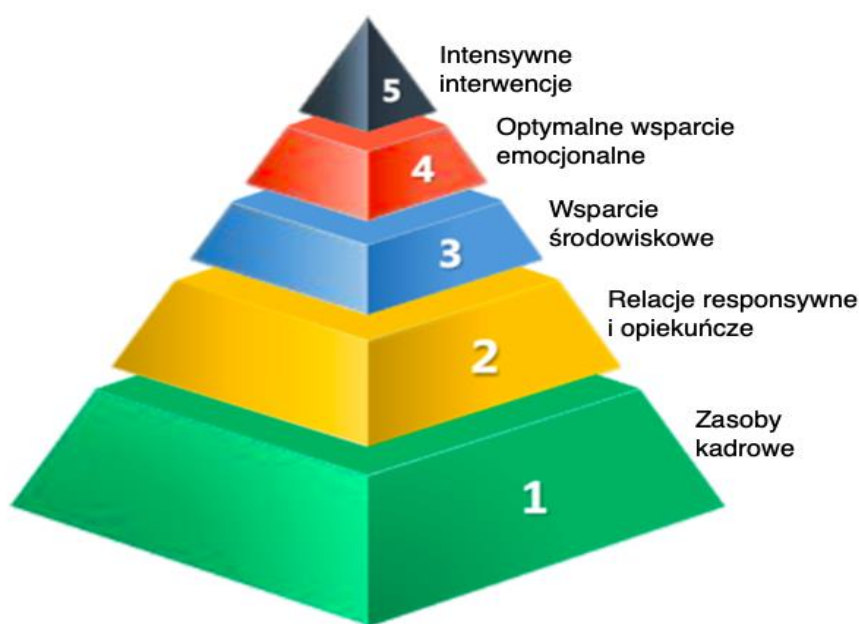 5
Intensywne
interwencje
4
Optymalne wsparcie
emocjonalne
3
Wsparcie
środowiskowe
2
Relacje responsywne
i opiekuńcze
1
Zasoby
kadrowe